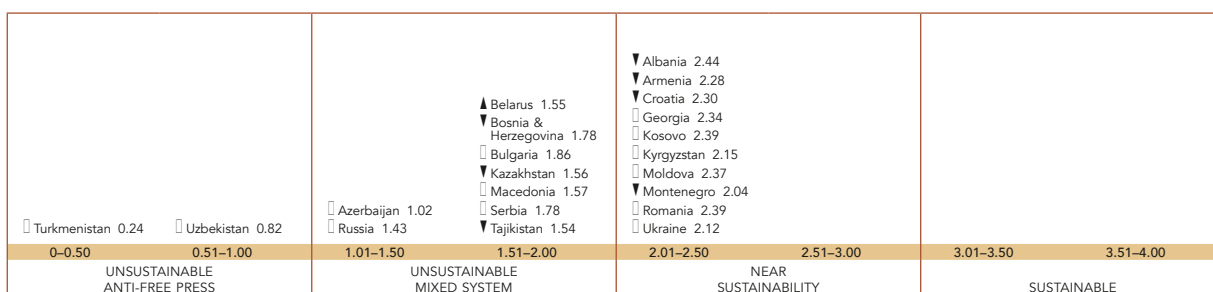 ▼ Albania 2.44
▼ Armenia 2.28
▼ Croatia 2.30
▯ Georgia 2.34
▯ Kosovo 2.39
▯ Kyrgyzstan 2.15
▯ Moldova 2.37
▼ Montenegro 2.04
▯ Romania 2.39
▯ Ukraine 2.12
▲ Belarus 1.55
▼ Bosnia &
Herzegovina 1.78
▯ Bulgaria 1.86
▼ Kazakhstan 1.56
▯ Macedonia 1.57
▯ Serbia 1.78
▼ Tajikistan 1.54
▯ Azerbaijan 1.02
▯ Russia 1.43
▯ Turkmenistan 0.24
▯ Uzbekistan 0.82
0–0.50
0.51–1.00
1.01–1.50
1.51–2.00
2.01–2.50
2.51–3.00
3.01–3.50
3.51–4.00
UNSUSTAINABLE
ANTI-FREE PRESS
UNSUSTAINABLE
MIXED SYSTEM
NEAR
SUSTAINABILITY
SUSTAINABLE